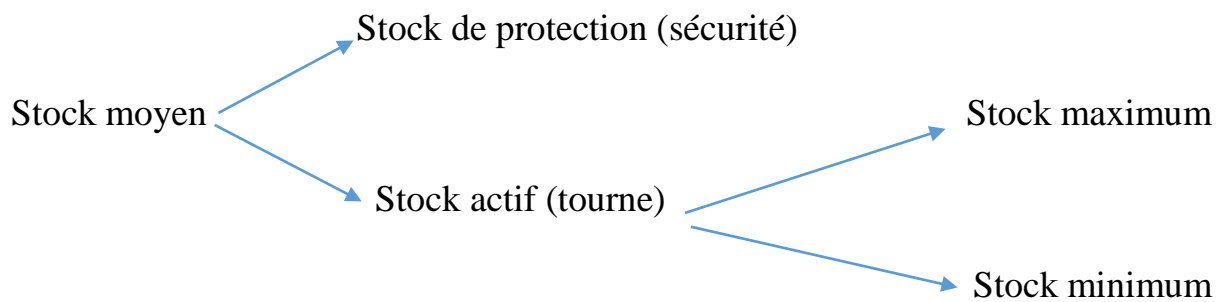 Stock de protection (sécurité)
Stock moyen
Stock maximum
Stock actif (tourne)
Stock minimum